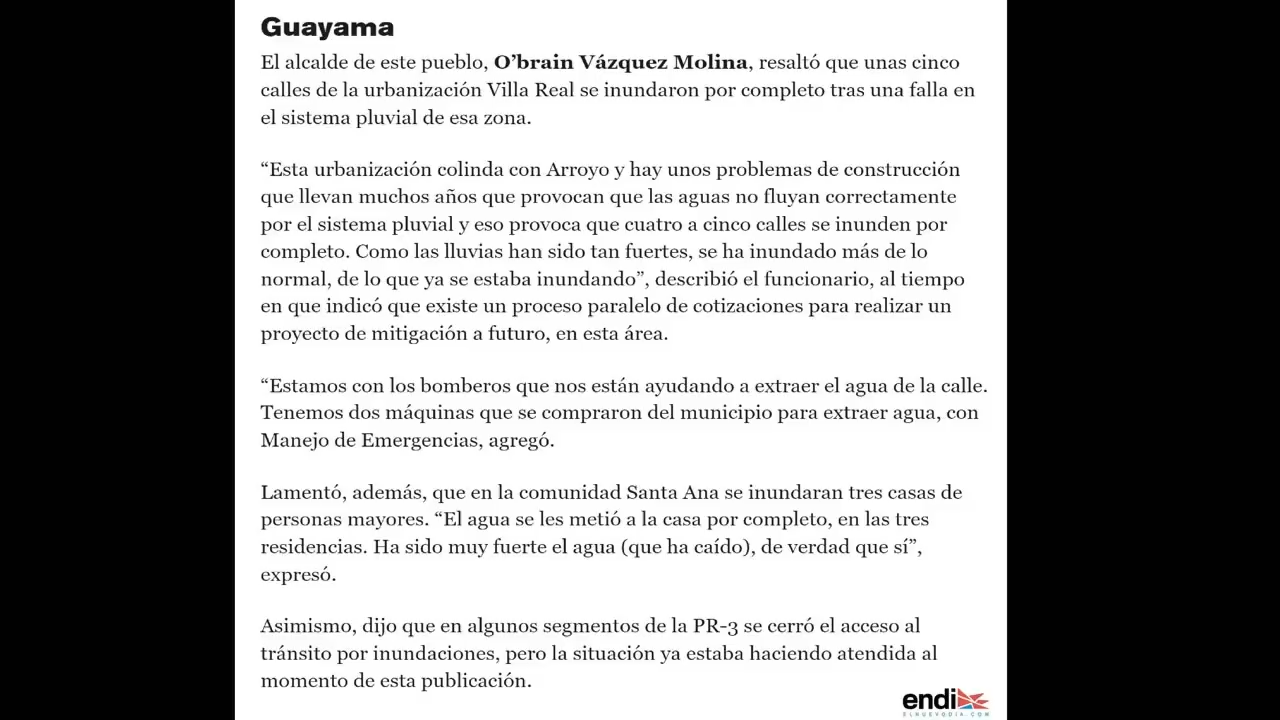 Guayama
El alcalde de este pueblo, O’brain Vázquez Molina, resaltó que unas cinco
calles de la urbanización Villa Real se inundaron por completo tras una falla en
el sistema pluvial de esa zona.
“Esta urbanización colinda con Arroyo y hay unos problemas de construcción
que llevan muchos años que provocan que las aguas no fluyan correctamente
por el sistema pluvial y eso provoca que cuatro a cinco calles se inunden por
completo. Como las lluvias han sido tan fuertes, se ha inundado más de lo
normal, de lo que ya se estaba inundando”, describió el funcionario, al tiempo
en que indicó que existe un proceso paralelo de cotizaciones para realizar un
proyecto de mitigación a futuro, en esta área.
“Estamos con los bomberos que nos están ayudando a extraer el agua de la calle.
Tenemos dos máquinas que se compraron del municipio para extraer agua, con
Manejo de Emergencias, agregó.
Lamentó, además, que en la comunidad Santa Ana se inundaran tres casas de
personas mayores. “El agua se les metió a la casa por completo, en las tres
residencias. Ha sido muy fuerte el agua (que ha caído), de verdad que sí”,
expresó.
Asimismo, dijo que en algunos segmentos de la PR-3 se cerró el acceso al
tránsito por inundaciones, pero la situación ya estaba haciendo atendida al
momento de esta publicación.
endi
ELNUEVODIA.COM